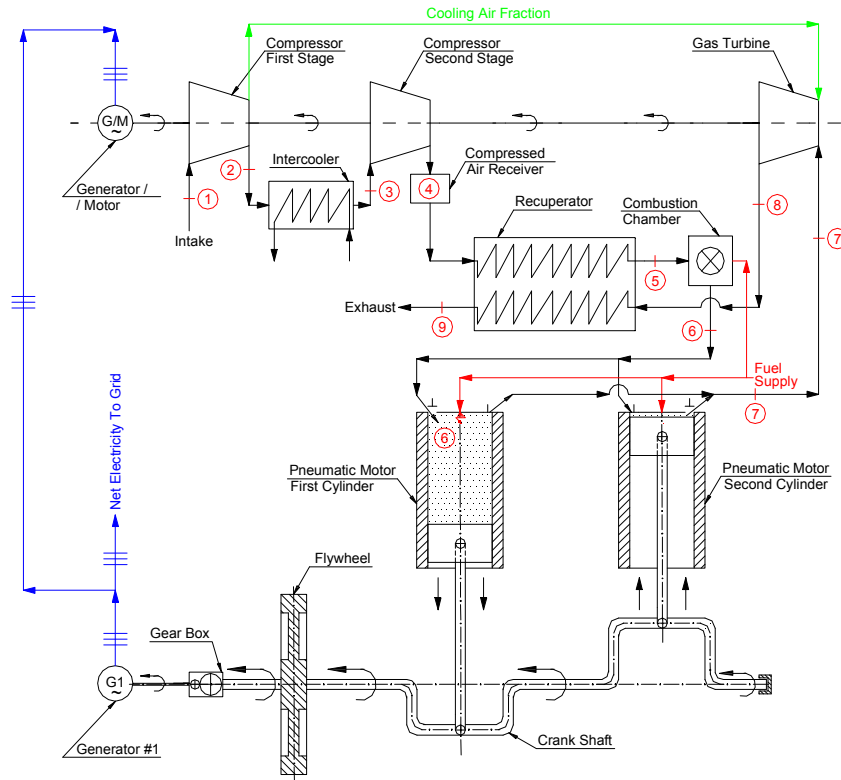 Cooling Air Fraction
Compressor
First Stage
Compressor
Second Stage
Gas Turbine
G/M
~
Generator /
/ Motor
1
2
Intake
Intercooler
3
4
Compressed
Air Receiver
Recuperator
Combustion
Chamber
8
7
5
Exhaust
9
6
Fuel
Supply
7
6
Net Electricity To Grid
Pneumatic Motor
First Cylinder
Pneumatic Motor
Second Cylinder
Flywheel
Gear Box
G1
~
Generator #1
Crank Shaft